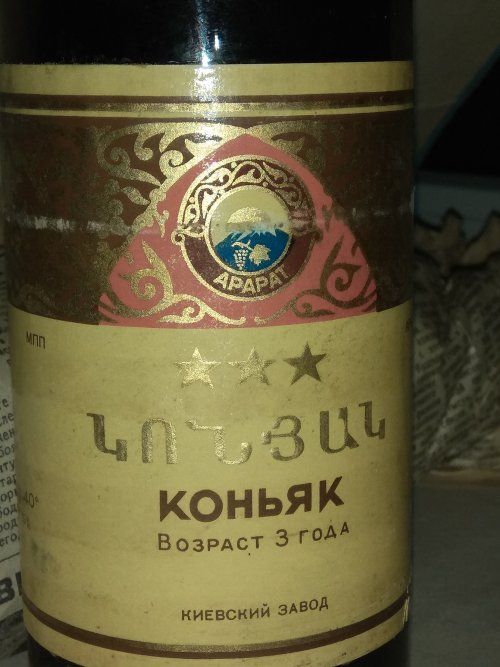 АРАРАТ
МПП
ԿՈՆՅԱԿ
КОНЬЯК
ВОЗРАСТ 3 ГОДА
40°
КИЕВСКИЙ ЗАВОД